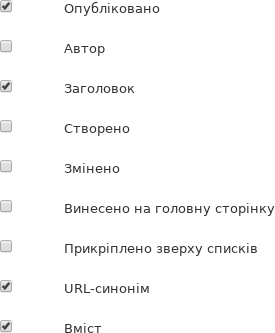 Опубліковано
Автор
Заголовок
Створено
Змінено
Винесено на головну сторінку
Прикріплено зверху списків
URL-синонім
Вміст